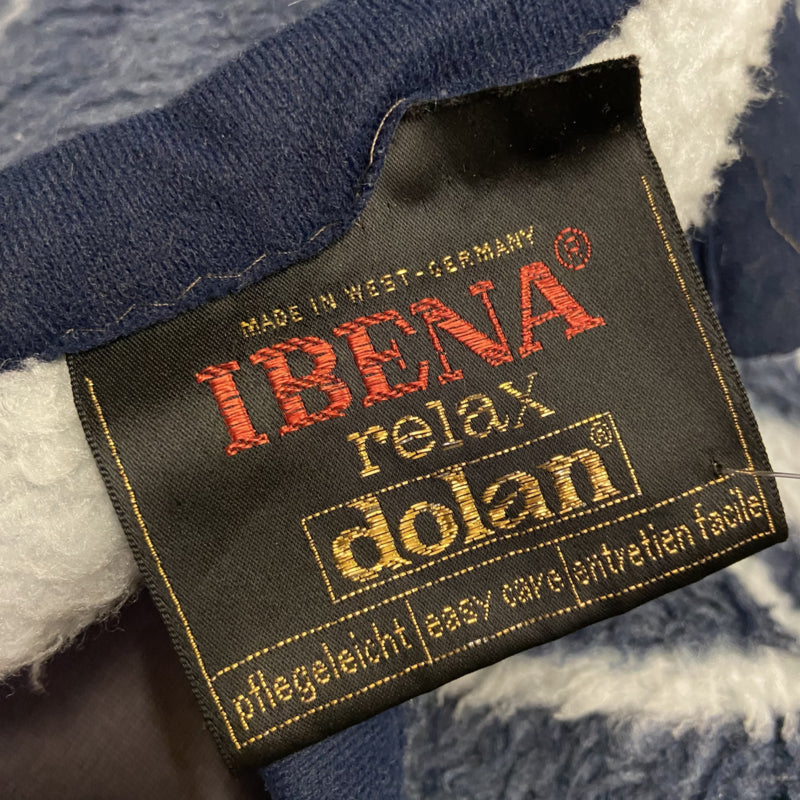 MADE IN WEST-GERMANY
IBENA®
relax
dolan®
pflegeleicht easy care entretien facile